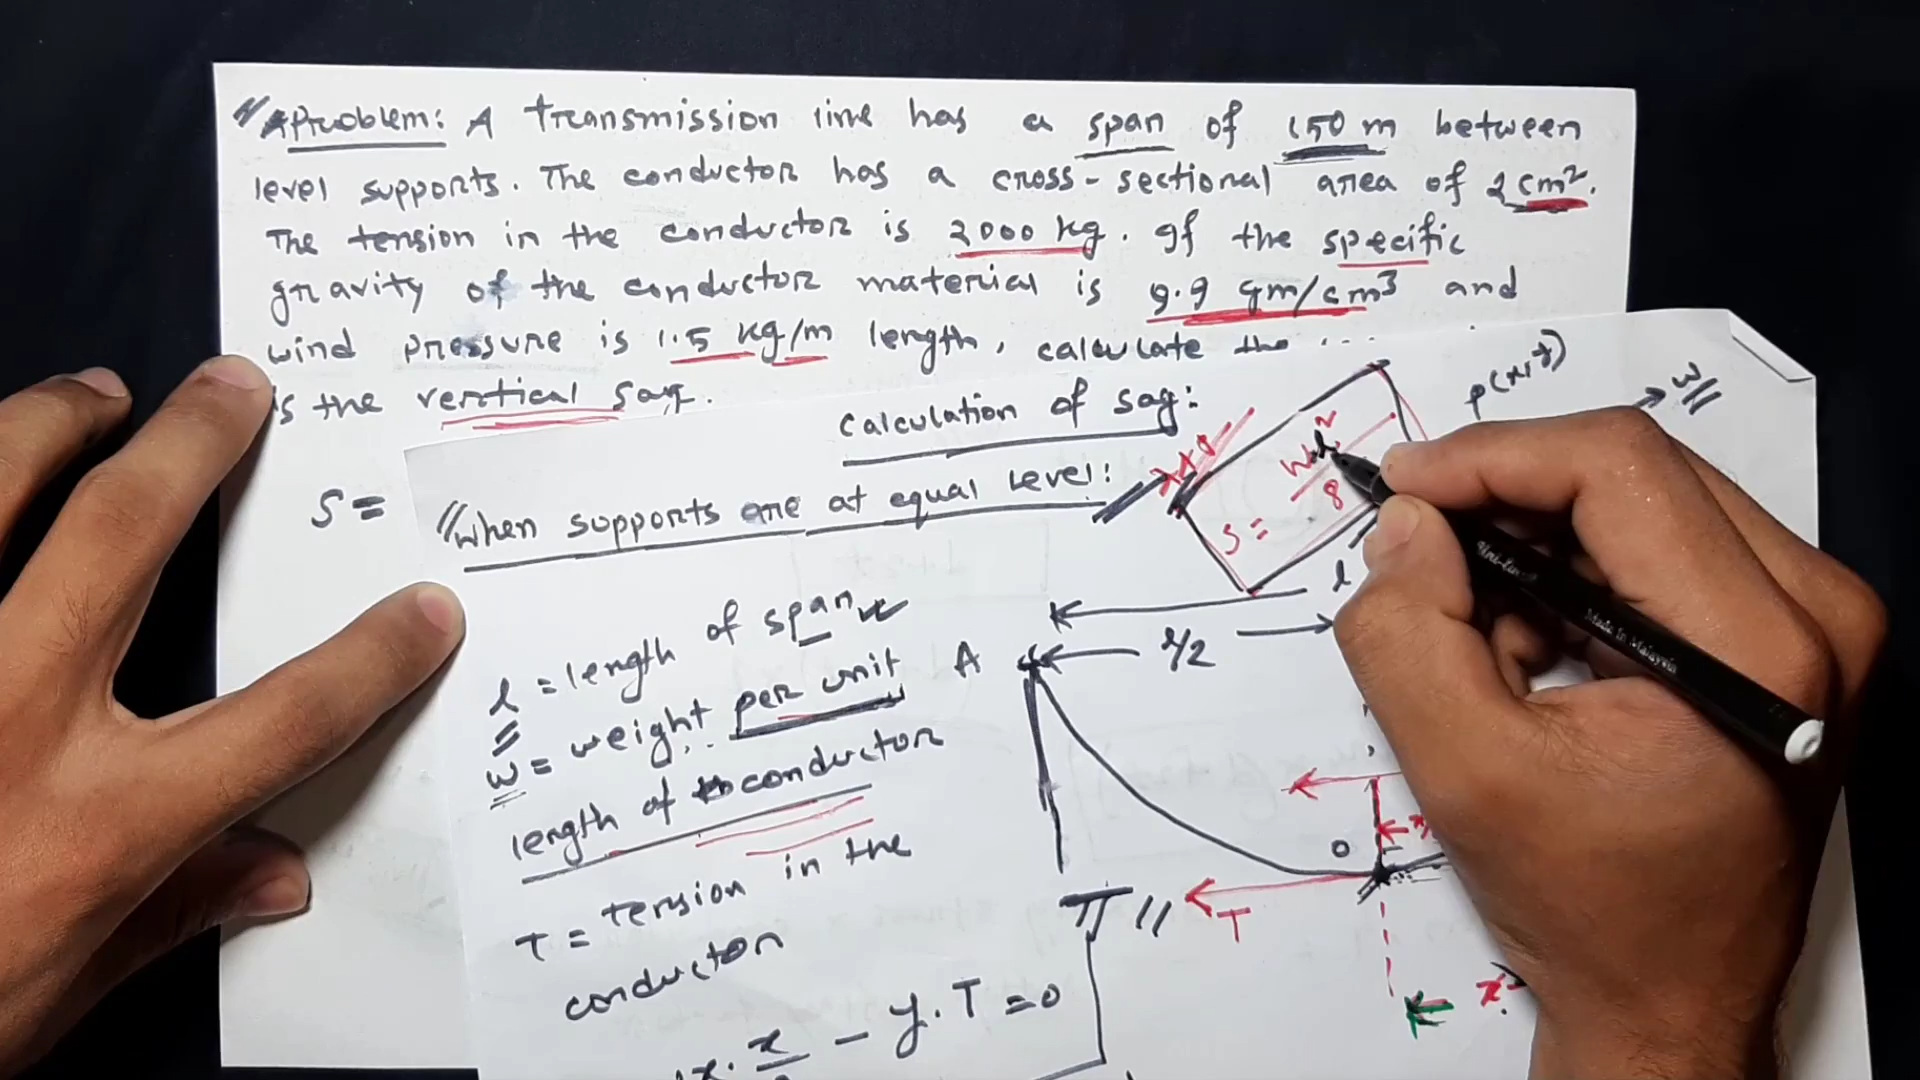 Problem: A transmission line has a span of 150 m between
level supports. The conductor has a cross-sectional area of 2 cm².
The tension in the conductor is 2000 kg. If the specific
gravity of the conductor material is 9.9 gm/cm³ and
wind pressure is 1.5 kg/m length, calculate the
is the vertical sag.
S =
Calculation of sag:
When supports are at equal level:
S =
8
P(x,y)
l
l/2
l = length of span
w = weight per unit
length of conductor
T = tension in the
conductor
A
O
T
x
- y.T = 0